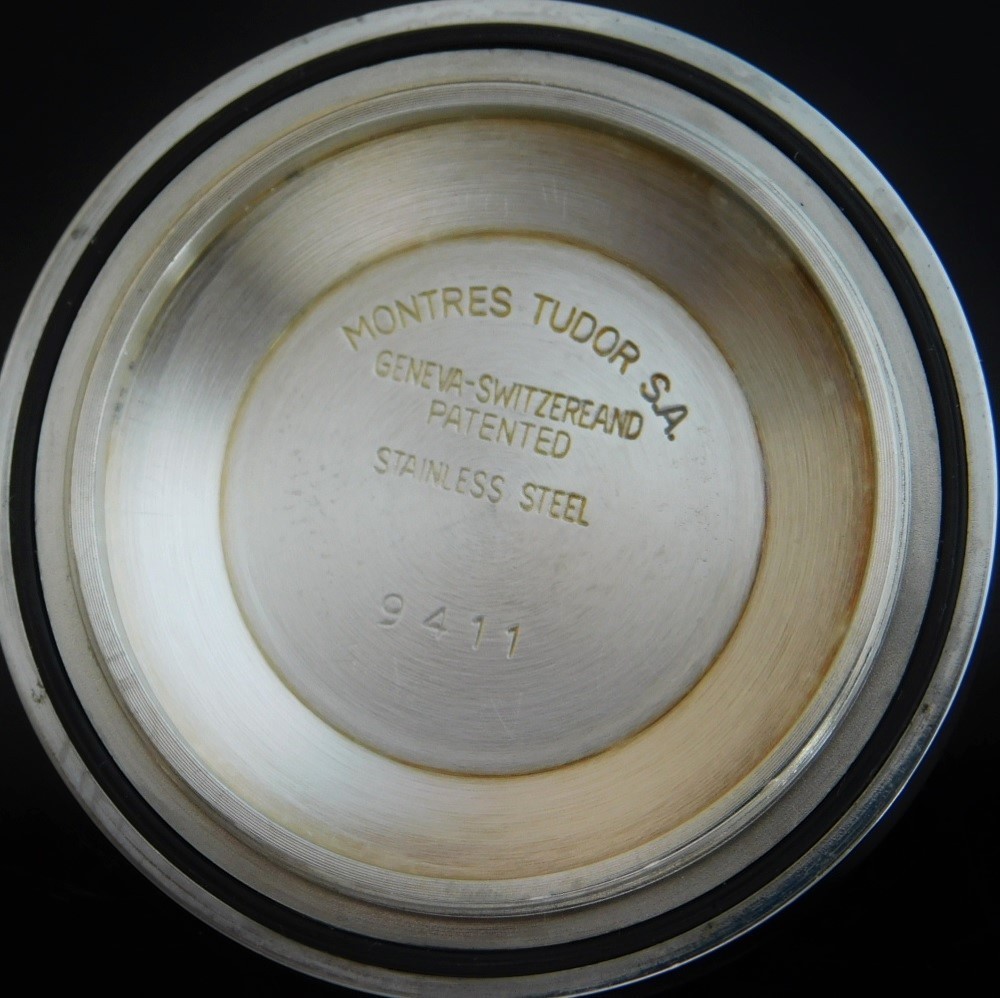 MONTRES TUDOR S.A.
GENEVA-SWITZEREAND
PATENTED
STAINLESS STEEL
9411